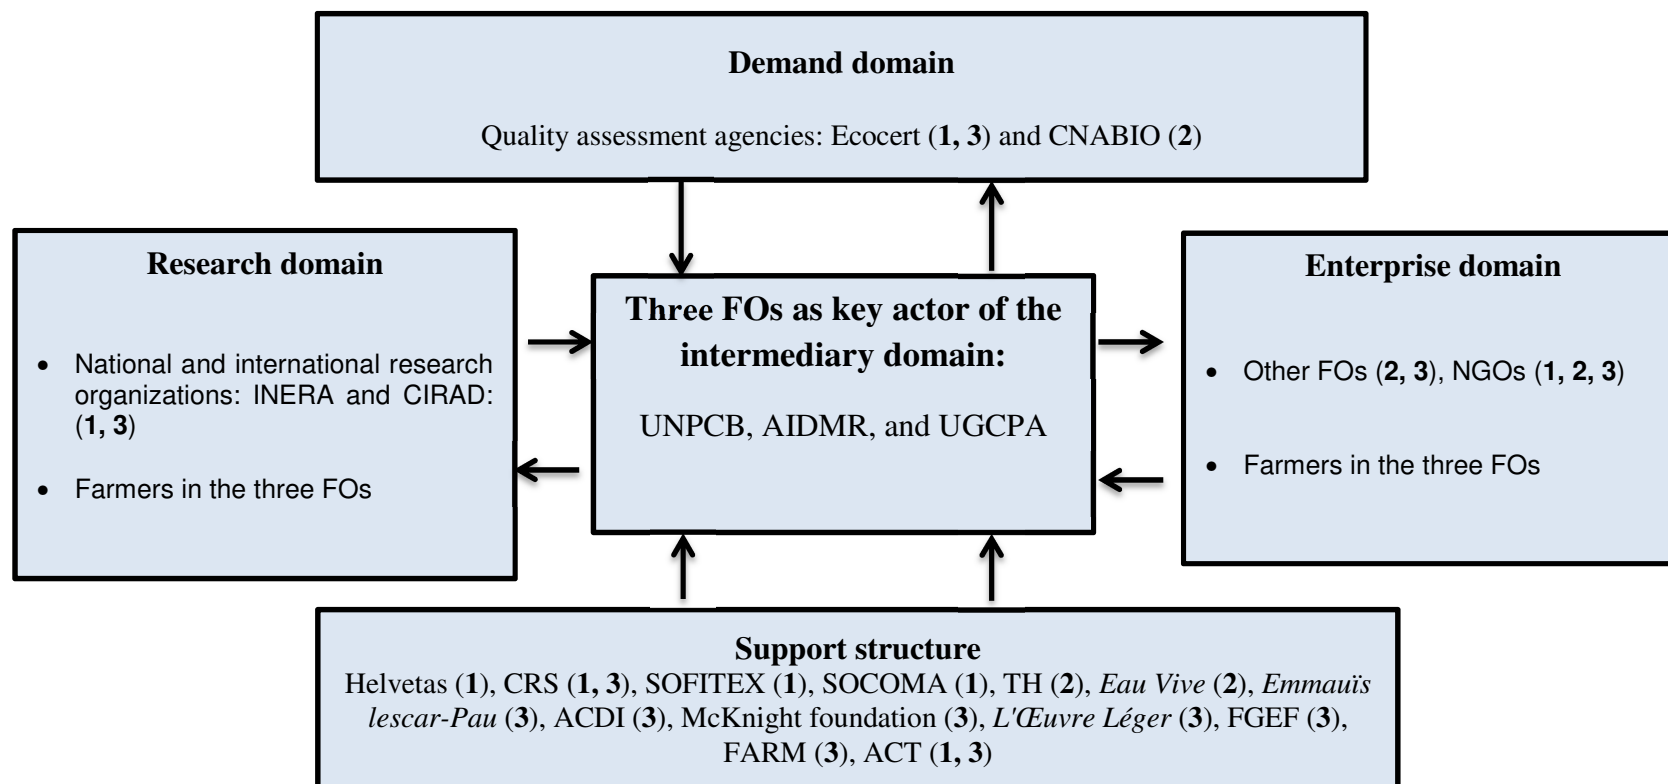 Demand domain
Quality assessment agencies: Ecocert (1, 3) and CNABIO (2)
Research domain
• National and international research
organizations: INERA and CIRAD:
(1, 3)
• Farmers in the three FOs
Three FOs as key actor of the
intermediary domain:
UNPCB, AIDMR, and UGCPA
Enterprise domain
• Other FOs (2, 3), NGOs (1, 2, 3)
• Farmers in the three FOs
Support structure
Helvetas (1), CRS (1, 3), SOFITEX (1), SOCOMA (1), TH (2), Eau Vive (2), Emmauïs
lescar-Pau (3), ACDI (3), McKnight foundation (3), L'Œuvre Léger (3), FGEF (3),
FARM (3), ACT (1, 3)